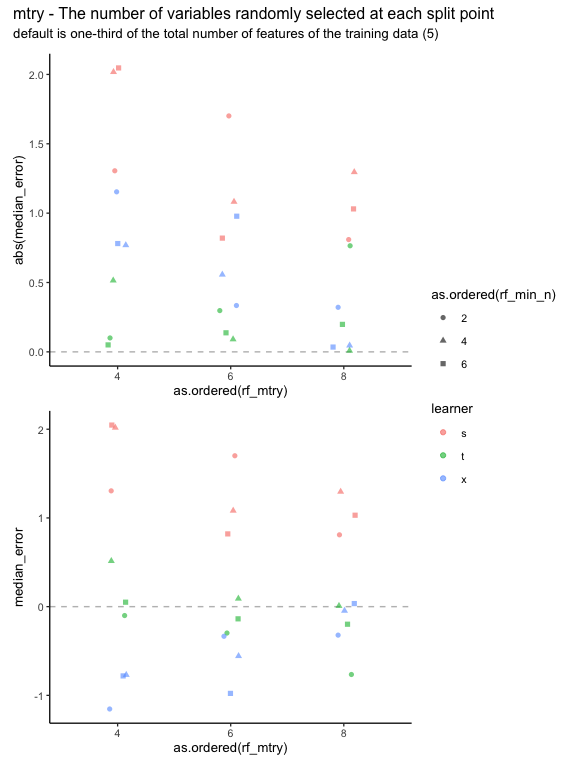 mtry - The number of variables randomly selected at each split point
default is one-third of the total number of features of the training data (5)
abs(median_error)
2.0
1.5
1.0
0.5
0.0
4 6 8
as.ordered(rf_mtry)
as.ordered(rf_min_n)
2
4
6
learner
s
t
x
median_error
2
1
0
-1
4 6 8
as.ordered(rf_mtry)